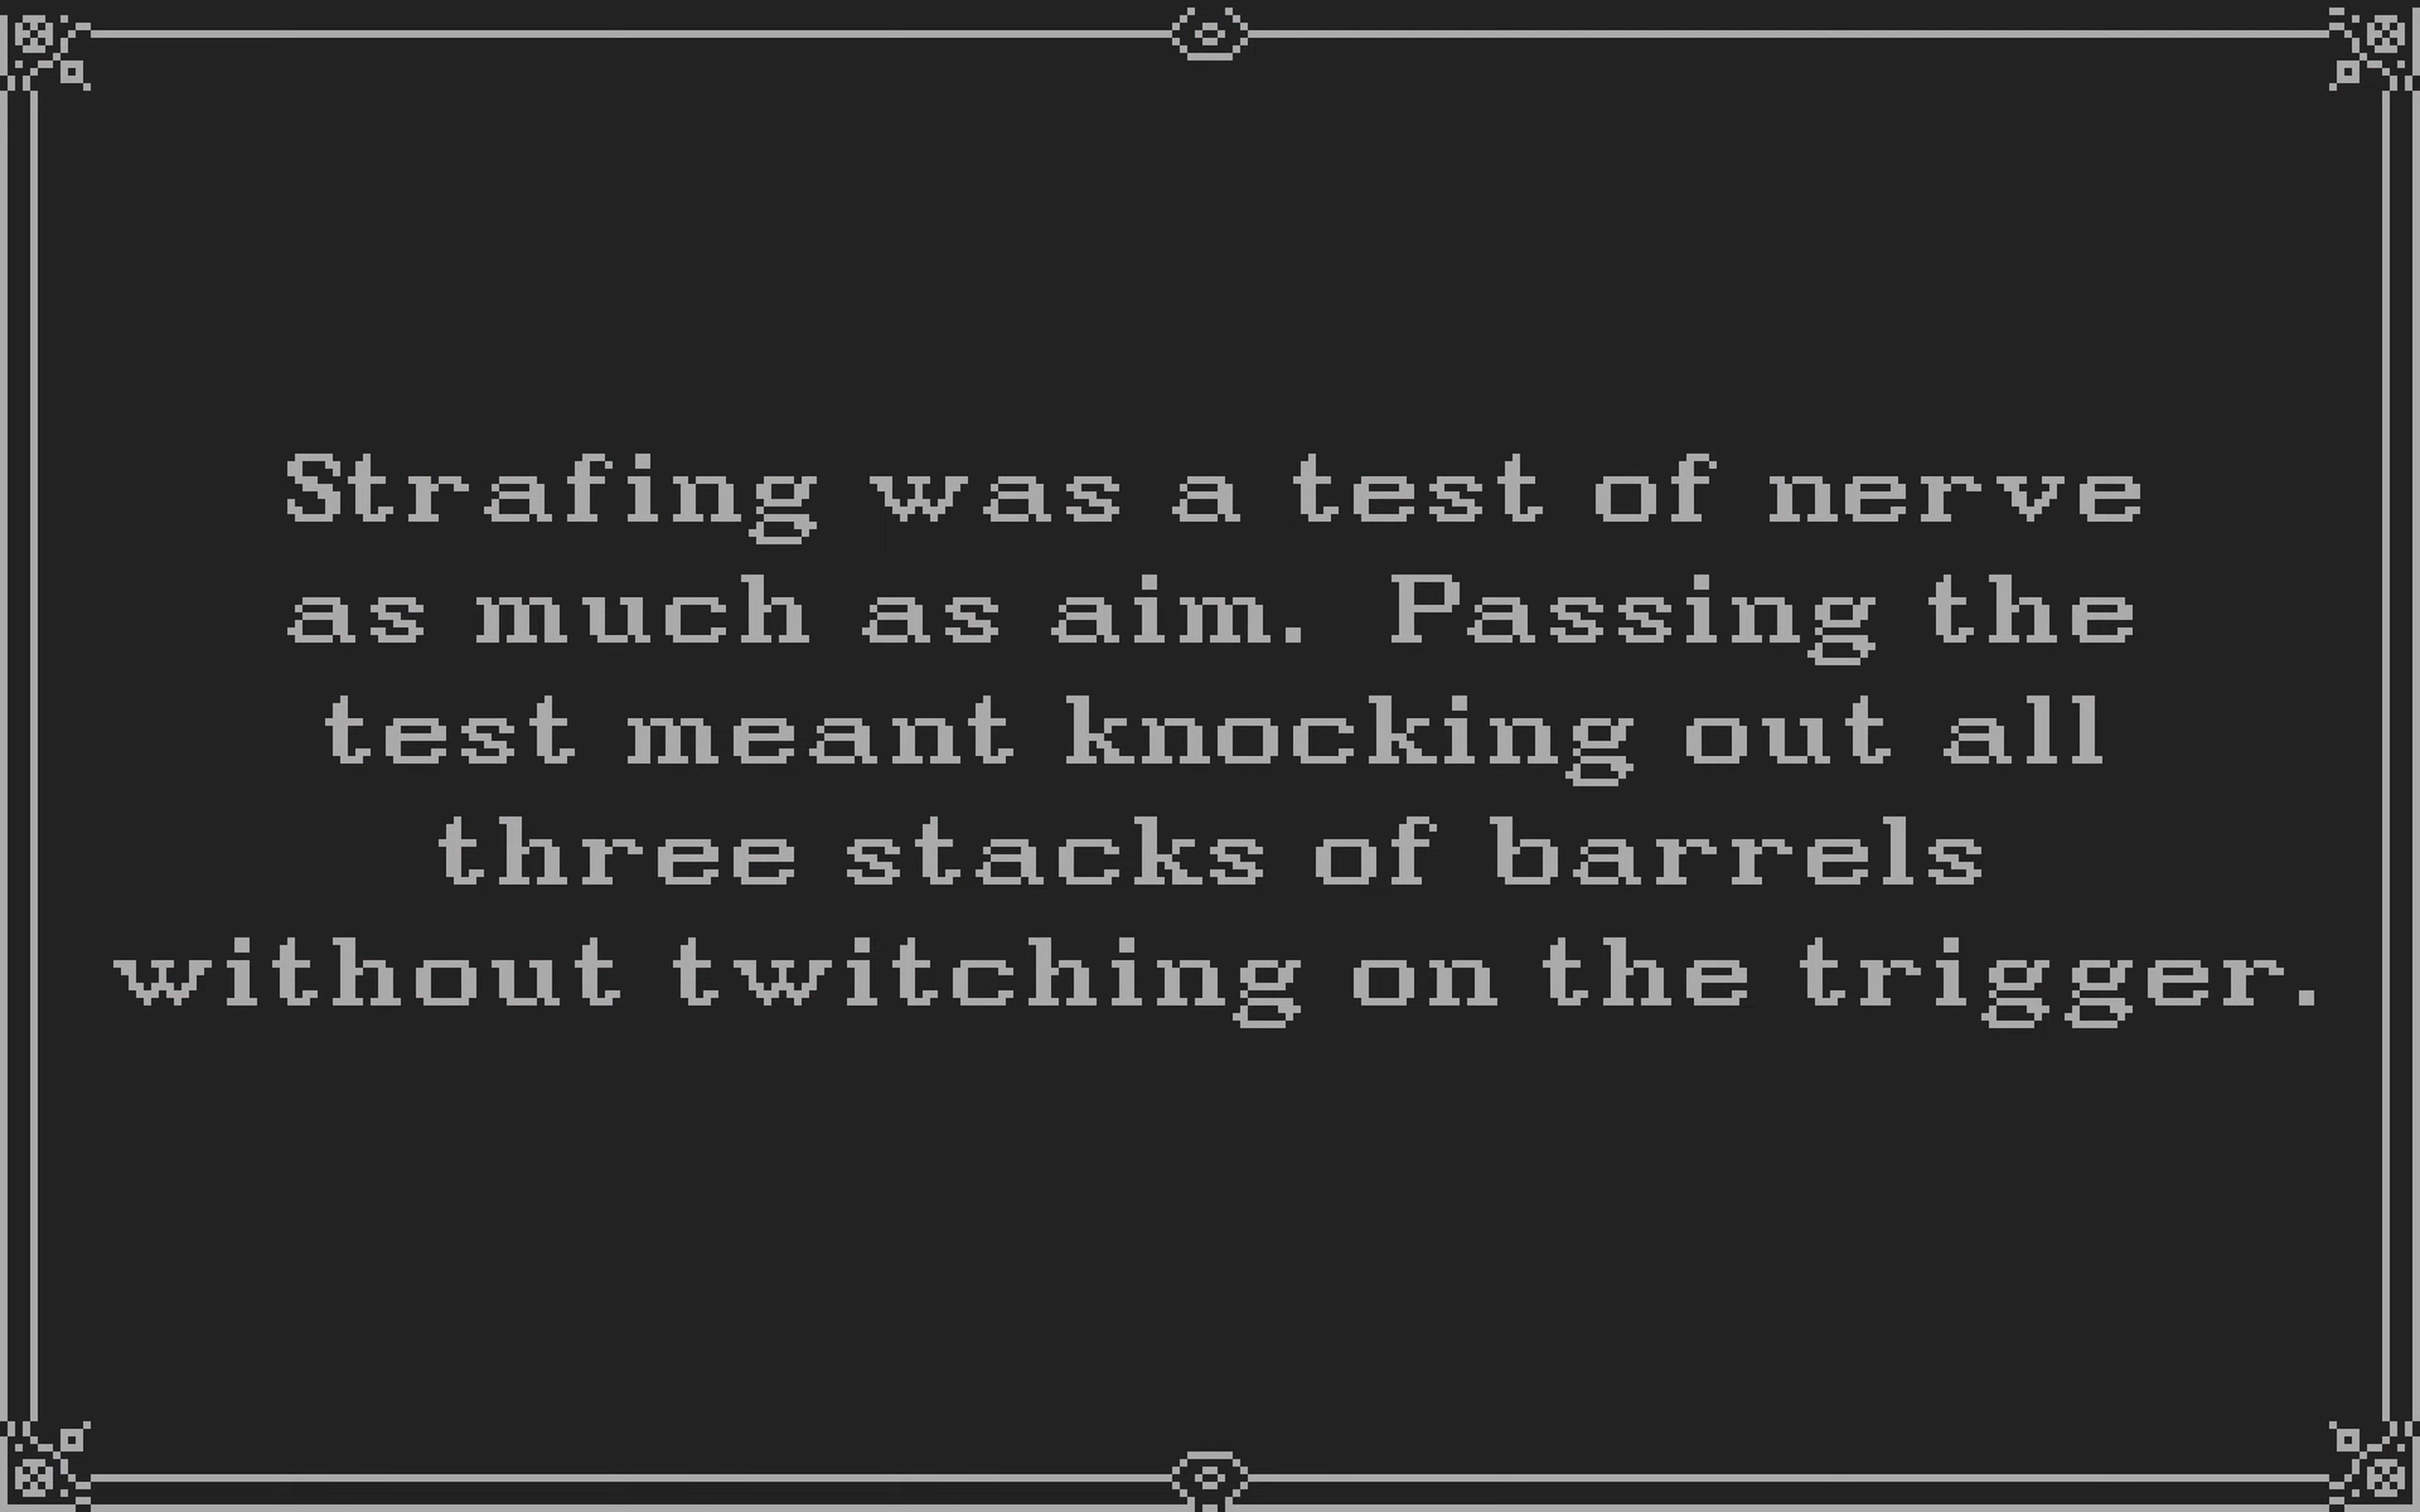 Strafing was a test of nerve
as much as aim.  Passing the
test meant knocking out all
three stacks of barrels
without twitching on the trigger.